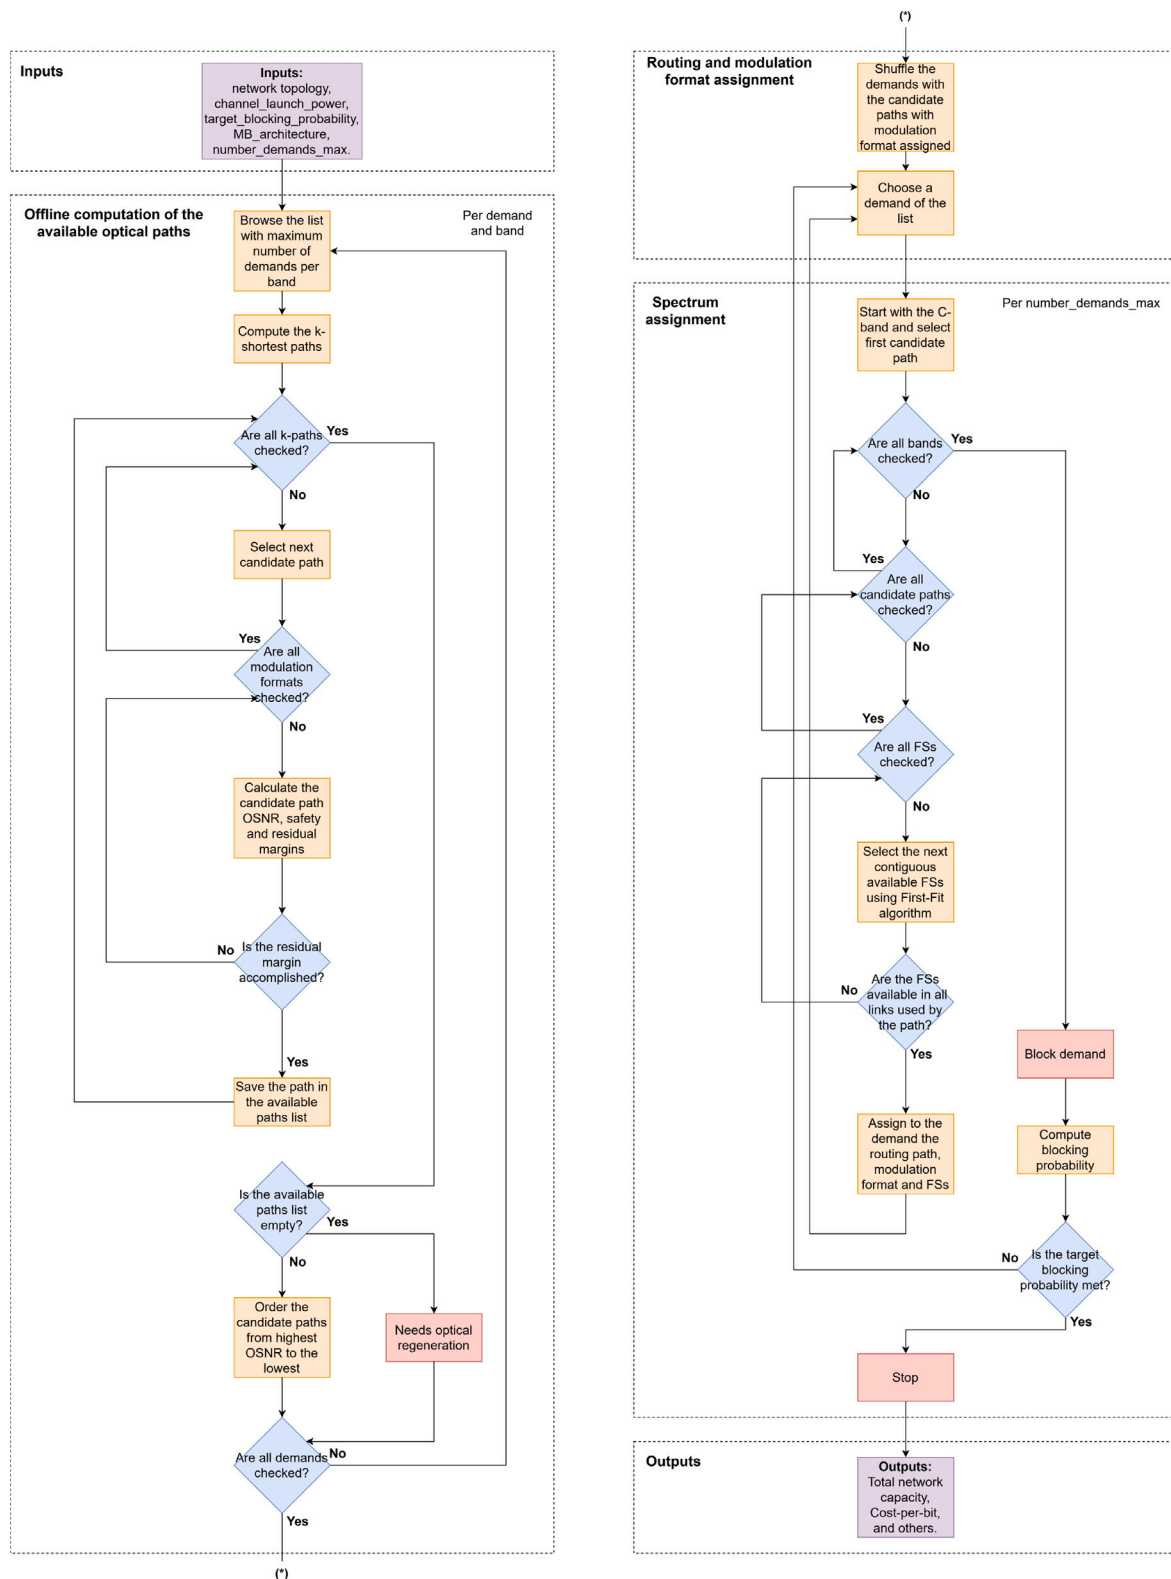 Inputs
Inputs:
network topology,
channel_launch_power,
target_blocking_probability,
MB_architecture,
number_demands_max.
Offline computation of the
available optical paths
Per demand
and band
Browse the list
with maximum
number of
demands per
band
Compute the k-
shortest paths
Are all k-paths
checked?
Yes
No
Select next
candidate path
Yes
Are all
modulation
formats
checked?
No
Calculate the
candidate path
OSNR, safety
and residual
margins
No
Is the residual
margin
accomplished?
Yes
Save the path in
the available
paths list
Is the available
paths list
empty?
Yes
No
Order the
candidate paths
from highest
OSNR to the
lowest
Needs optical
regeneration
Are all demands
checked?
No
Yes
(*)
(*)
Routing and modulation
format assignment
Shuffle the
demands with
the candidate
paths with
modulation
format assigned
Choose a
demand of the
list
Spectrum
assignment
Per number_demands_max
Start with the C-
band and select
first candidate
path
Are all bands
checked?
Yes
No
Yes
Are all
candidate paths
checked?
No
Yes
Are all FSs
checked?
No
Select the next
contiguous
available FSs
using First-Fit
algorithm
No
Are the FSs
available in all
links used by
the path?
Yes
Assign to the
demand the
routing path,
modulation
format and FSs
Block demand
Compute
blocking
probability
No
Is the target
blocking
probability met?
Yes
Stop
Outputs
Outputs:
Total network
capacity,
Cost-per-bit,
and others.